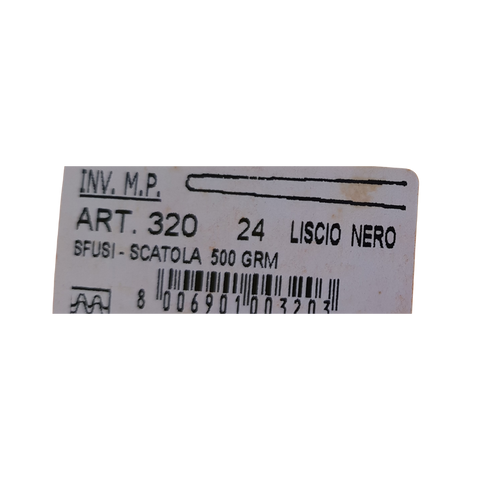 INV. M.P.
ART. 320 24 LISCIO NERO
SFUSI - SCATOLA 500 GRM
8 006901 003203